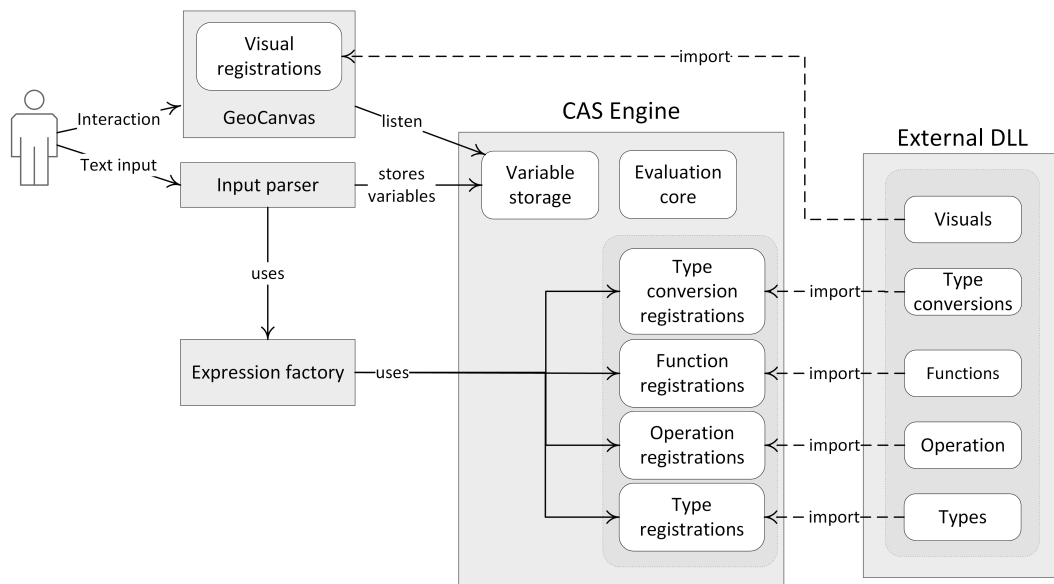 Visual
registrations
GeoCanvas
import
Interaction
Text input
listen
Input parser
stores
variables
CAS Engine
Variable
storage
Evaluation
core
External DLL
Visuals
uses
Type
conversion
registrations
import
Type
conversions
Expression factory
uses
Function
registrations
import
Functions
Operation
registrations
import
Operation
Type
registrations
import
Types